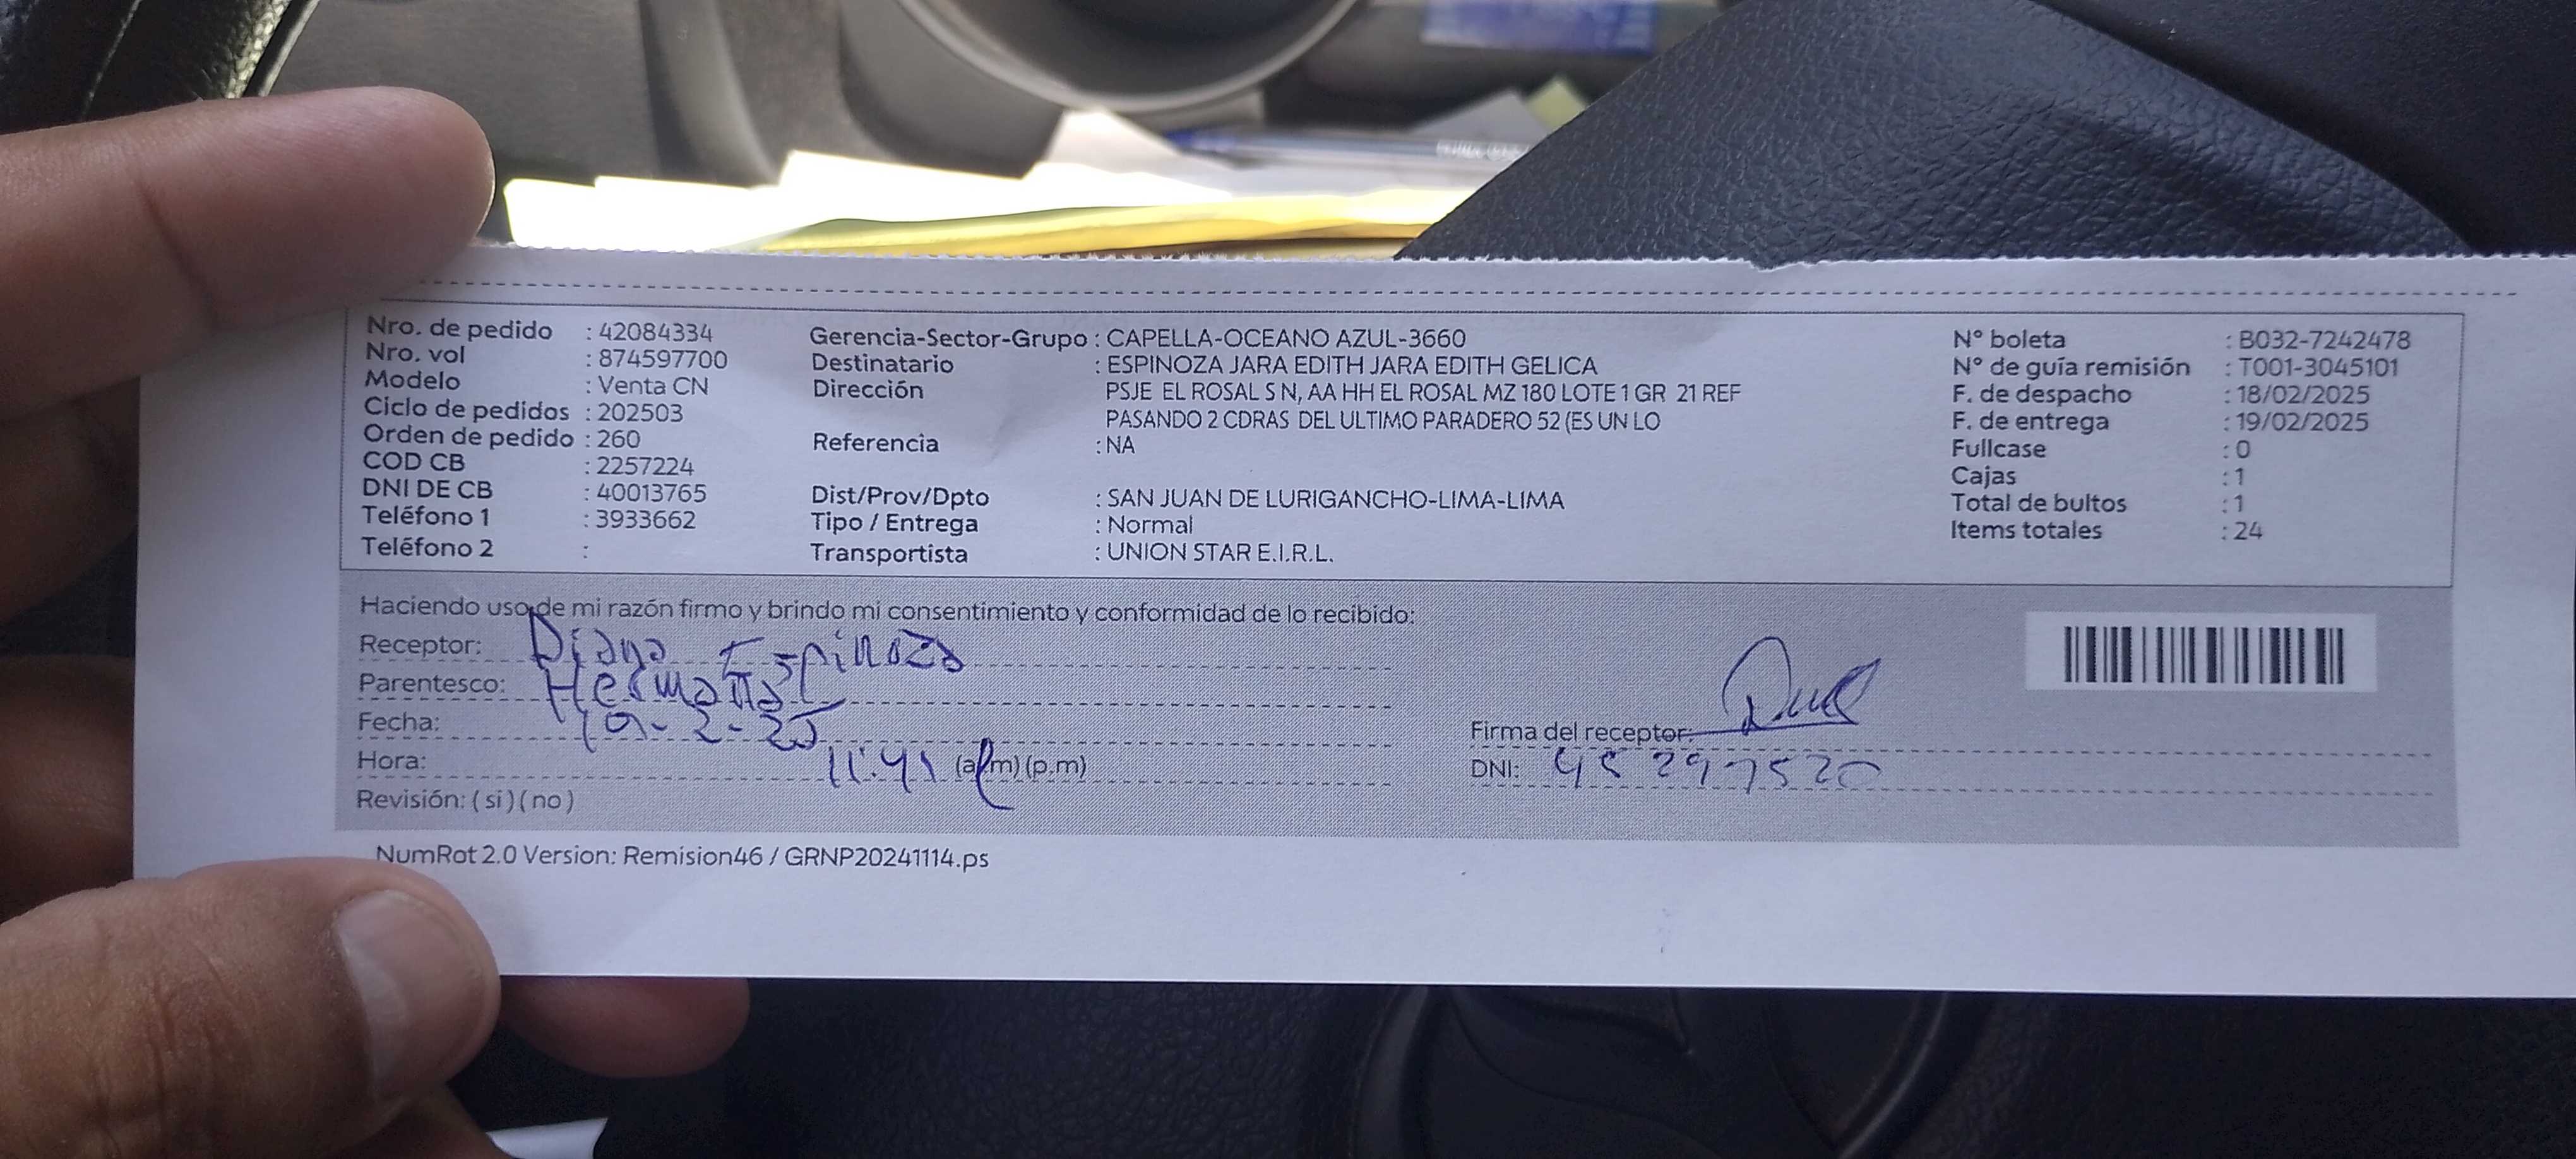 Nro. de pedido : 42084334
Nro. vol : 874597700
Modelo : Venta CN
Ciclo de pedidos : 202503
Orden de pedido : 260
COD CB : 2257224
DNI DE CB : 40013765
Teléfono 1 : 3933662
Teléfono 2 :
Gerencia-Sector-Grupo : CAPELLA-OCEANO AZUL-3660
Destinatario : ESPINOZA JARA EDITH JARA EDITH GELICA
Dirección PSJE EL ROSAL S N, AA HH EL ROSAL MZ 180 LOTE 1 GR 21 REF
PASANDO 2 CDRAS DEL ULTIMO PARADERO 52 (ES UN LO
Referencia : NA
Dist/Prov/Dpto : SAN JUAN DE LURIGANCHO-LIMA-LIMA
Tipo / Entrega : Normal
Transportista : UNION STAR E.I.R.L.
N° boleta : B032-7242478
N° de guía remisión : T001-3045101
F. de despacho : 18/02/2025
F. de entrega : 19/02/2025
Fullcase : 0
Cajas : 1
Total de bultos : 1
Items totales : 24
Haciendo uso de mi razón firmo y brindo mi consentimiento y conformidad de lo recibido:
Receptor: Diana Espinoza
Parentesco: Hermana
Fecha: 19-2-25
Hora: 11:41 (a.m) (p.m)
Revisión: ( si ) ( no )
Firma del receptor:
DNI: 45297520
NumRot 2.0 Version: Remision46 / GRNP20241114.ps